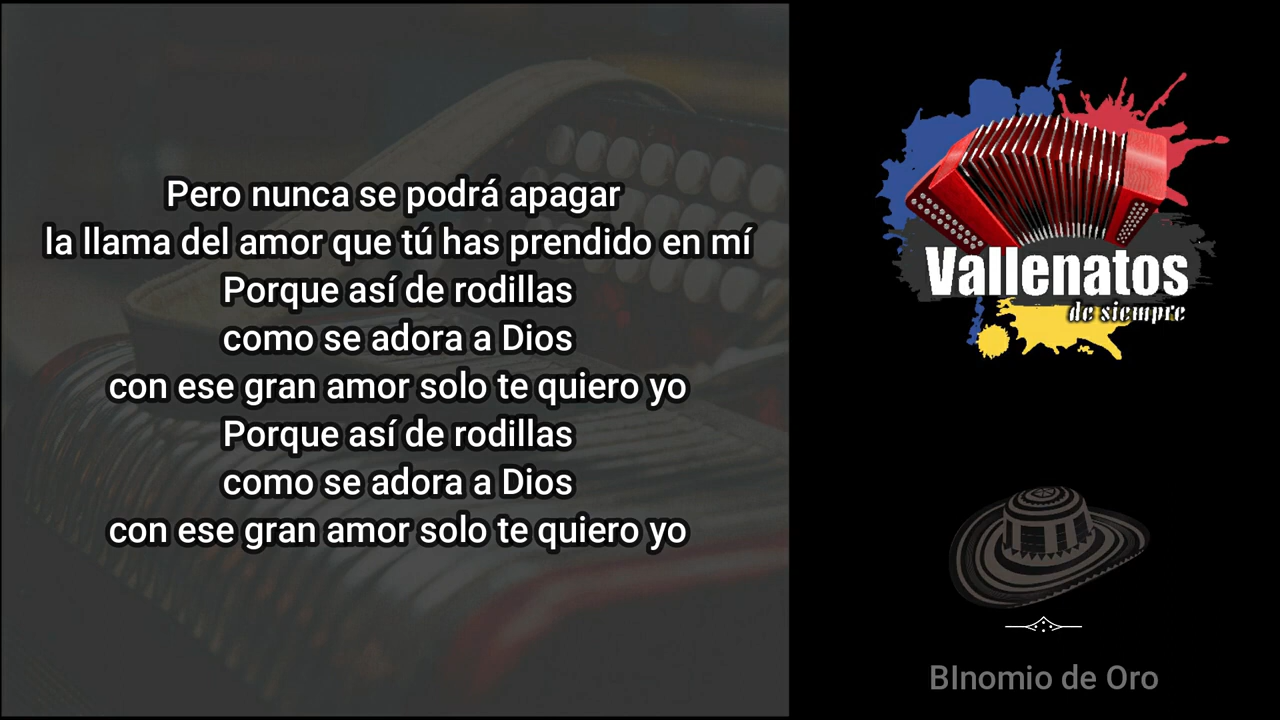 Pero nunca se podrá apagar
la llama del amor que tú has prendido en mí
Porque así de rodillas
como se adora a Dios
con ese gran amor solo te quiero yo
Porque así de rodillas
como se adora a Dios
con ese gran amor solo te quiero yo
Vallenatos
de siempre
BInomio de Oro